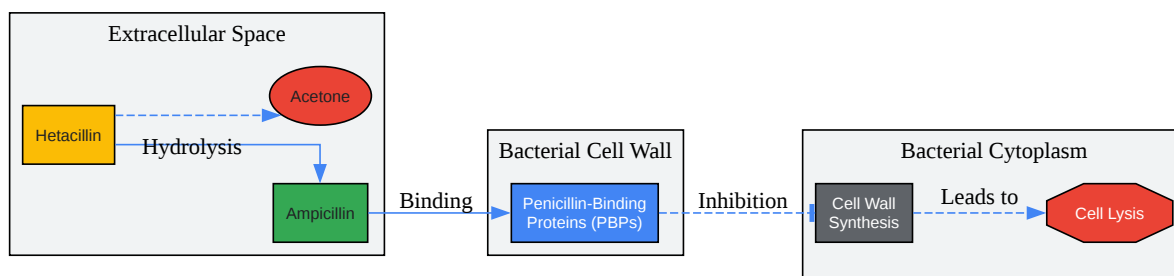 Extracellular Space
Acetone
Hetacillin
Hydrolysis
Ampicillin
Binding
Bacterial Cell Wall
Penicillin-Binding
Proteins (PBPs)
Inhibition
Bacterial Cytoplasm
Cell Wall
Synthesis
Leads to
Cell Lysis